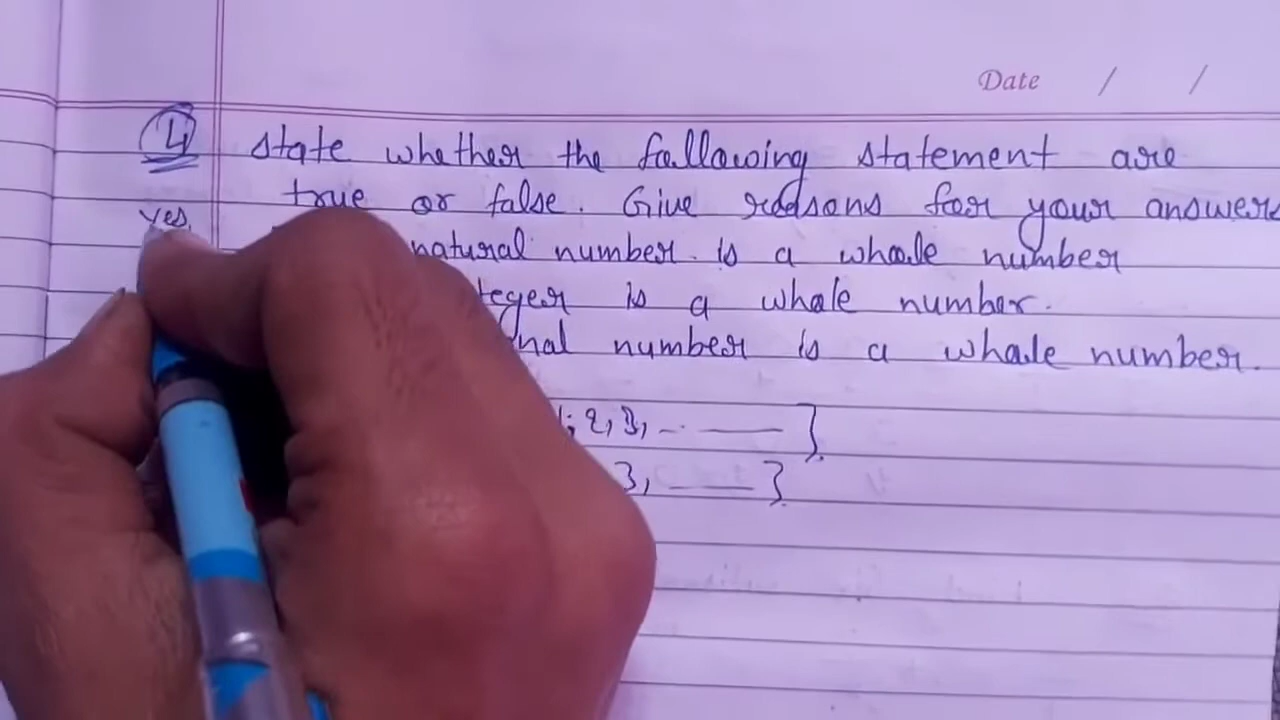 Date / /
4 State whether the following statement are
true or false. Give reasons for your answers
yes
natural number is a whole number
teger is a whole number.
nal number is a whole number.
1, 2, 3, - — }
3, — }